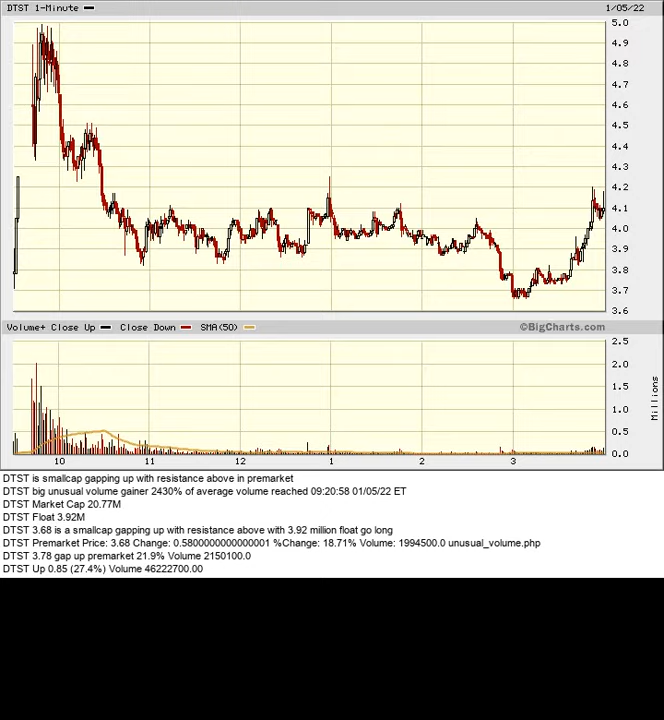 DTST 1-Minute 1/05/22
5.0
4.9
4.8
4.7
4.6
4.5
4.4
4.3
4.2
4.1
4.0
3.9
3.8
3.7
3.6
Volume+ Close Up Close Down SMA(50) ©BigCharts.com
2.5
2.0
1.5
1.0
0.5
0.0
Millions
10 11 12 1 2 3
DTST is smallcap gapping up with resistance above in premarket
DTST big unusual volume gainer 2430% of average volume reached 09:20:58 01/05/22 ET
DTST Market Cap 20.77M
DTST Float 3.92M
DTST 3.68 is a smallcap gapping up with resistance above with 3.92 million float go long
DTST Premarket Price: 3.68 Change: 0.5800000000000001 %Change: 18.71% Volume: 1994500.0 unusual_volume.php
DTST 3.78 gap up premarket 21.9% Volume 2150100.0
DTST Up 0.85 (27.4%) Volume 46222700.00